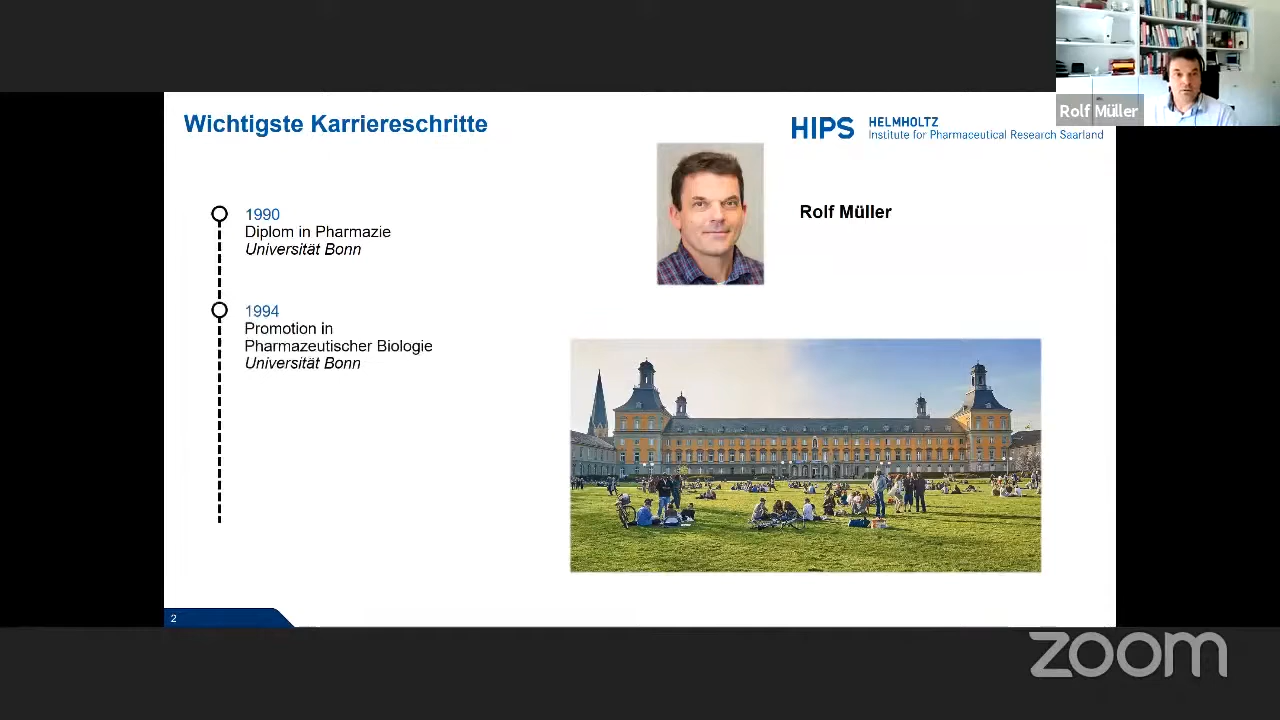 Rolf Müller
Wichtigste Karriereschritte
HIPS
HELMHOLTZ
Institute for Pharmaceutical Research Saarland
Rolf Müller
1990
Diplom in Pharmazie
Universität Bonn
1994
Promotion in
Pharmazeutischer Biologie
Universität Bonn
2
zoom